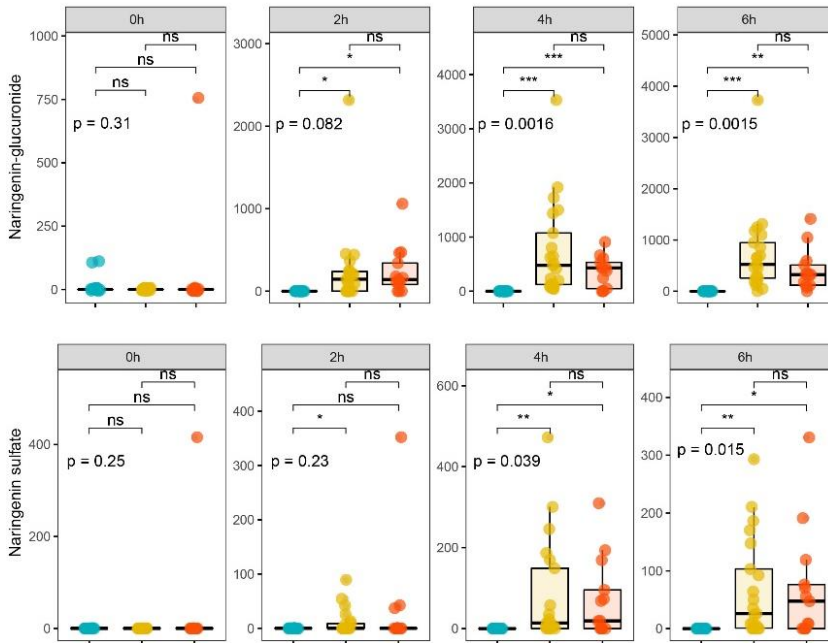 0h 2h 4h 6h
Naringenin-glucuronide
1000
750
500
250
0
ns
ns
ns
p = 0.31
3000
2000
1000
0
ns
*
*
p = 0.082
4000
3000
2000
1000
0
ns
***
***
p = 0.0016
5000
4000
3000
2000
1000
0
ns
**
***
p = 0.0015
0h 2h 4h 6h
Naringenin sulfate
400
200
0
ns
ns
ns
p = 0.25
400
300
200
100
0
ns
ns
*
p = 0.23
600
400
200
0
ns
*
**
p = 0.039
400
300
200
100
0
ns
*
**
p = 0.015